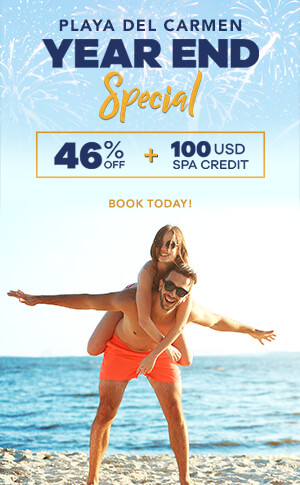 PLAYA DEL CARMEN
YEAR END
Special
46% OFF + 100 USD SPA CREDIT
BOOK TODAY!